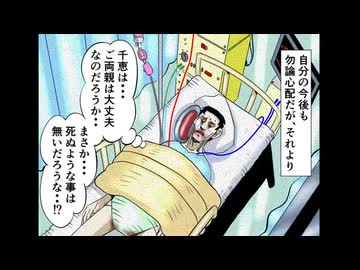 自分の今後も
勿論心配だが、それより
千恵は・・・
ご両親は大丈夫
なのだろうか・・
まさか・・・
死ぬような事は
無いだろうな・・!?